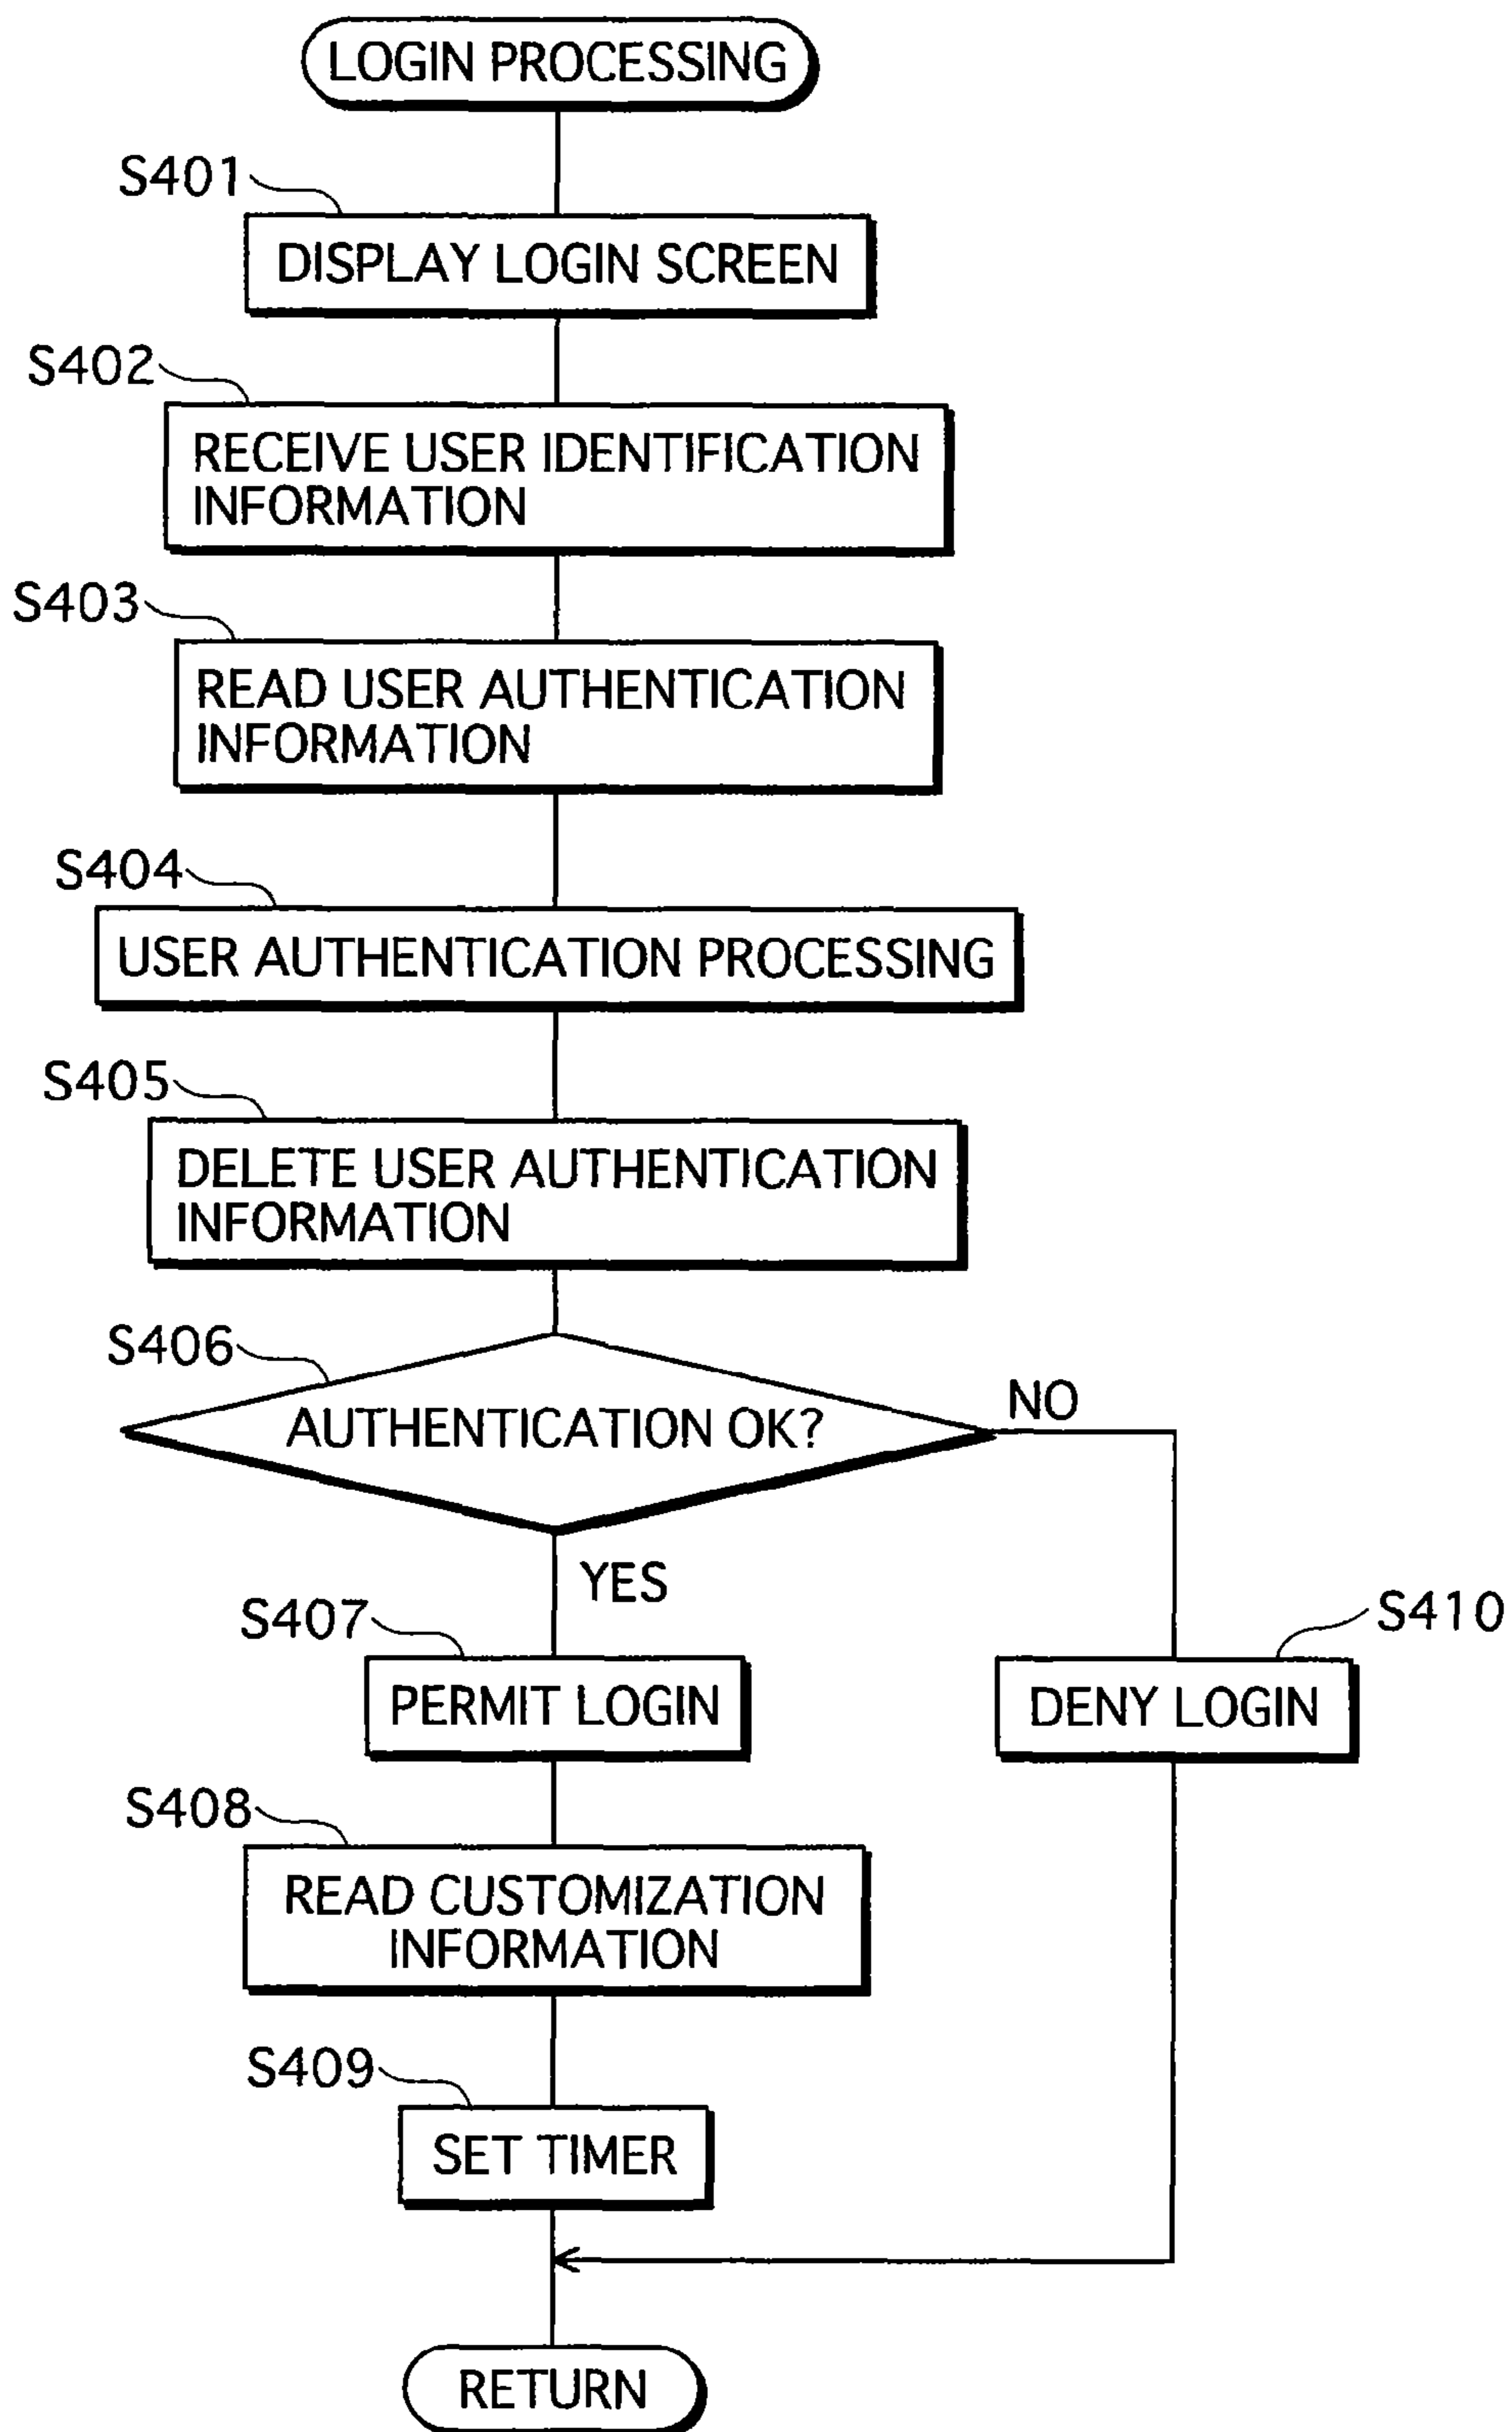 LOGIN PROCESSING
S401
DISPLAY LOGIN SCREEN
S402
RECEIVE USER IDENTIFICATION
INFORMATION
S403
READ USER AUTHENTICATION
INFORMATION
S404
USER AUTHENTICATION PROCESSING
S405
DELETE USER AUTHENTICATION
INFORMATION
S406
AUTHENTICATION OK?
NO
YES
S407
PERMIT LOGIN
S410
DENY LOGIN
S408
READ CUSTOMIZATION
INFORMATION
S409
SET TIMER
RETURN